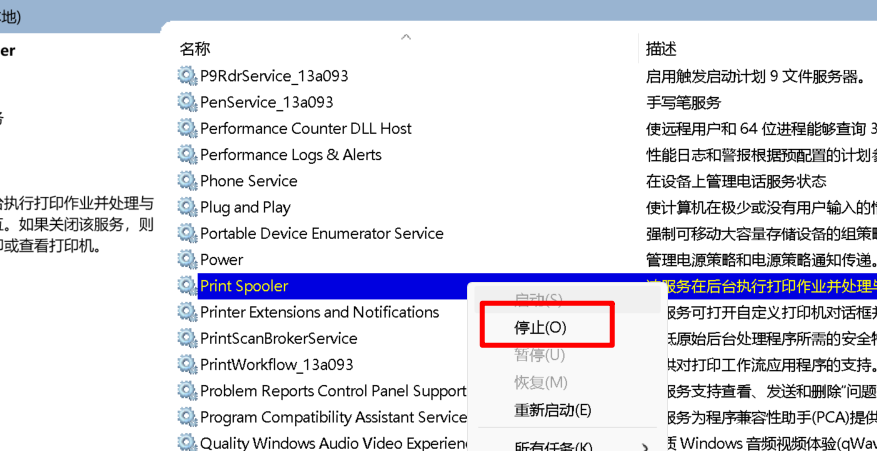 地)
er
务
台执行打印作业并处理与
互。如果关闭该服务，则
印或查看打印机。
名称 描述
P9RdrService_13a093 启用触发启动计划 9 文件服务器。
PenService_13a093 手写笔服务
Performance Counter DLL Host 使远程用户和 64 位进程能够查询 3
Performance Logs & Alerts 性能日志和警报根据预配置的计划参
Phone Service 在设备上管理电话服务状态
Plug and Play 使计算机在极少或没有用户输入的情
Portable Device Enumerator Service 强制可移动大容量存储设备的组策略
Power 管理电源策略和电源策略通知传递。
Print Spooler 该服务在后台执行打印作业并处理与
Printer Extensions and Notifications 服务可打开自定义打印机对话框并
PrintScanBrokerService 低原始后台处理程序所需的安全特
PrintWorkflow_13a093 供对打印工作流应用程序的支持。
Problem Reports Control Panel Support 服务支持查看、发送和删除“问题
Program Compatibility Assistant Service 服务为程序兼容性助手(PCA)提供
Quality Windows Audio Video Experien 质 Windows 音频视频体验(qWav
启动(S)
停止(O)
暂停(U)
恢复(M)
重新启动(E)
所有任务(K)